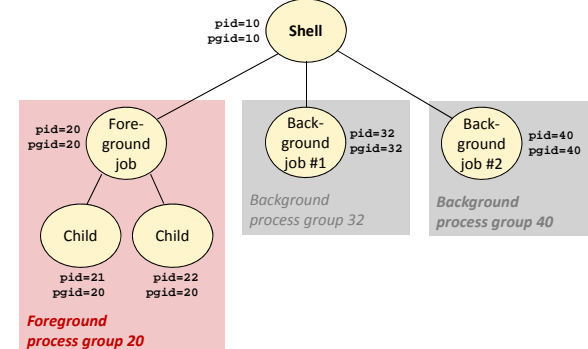 pid=10
pgid=10
Shell
pid=20
pgid=20
Fore-
ground
job
Back-
ground
job #1
pid=32
pgid=32
Back-
ground
job #2
pid=40
pgid=40
Background
process group 32
Background
process group 40
Child
Child
pid=21
pgid=20
pid=22
pgid=20
Foreground
process group 20